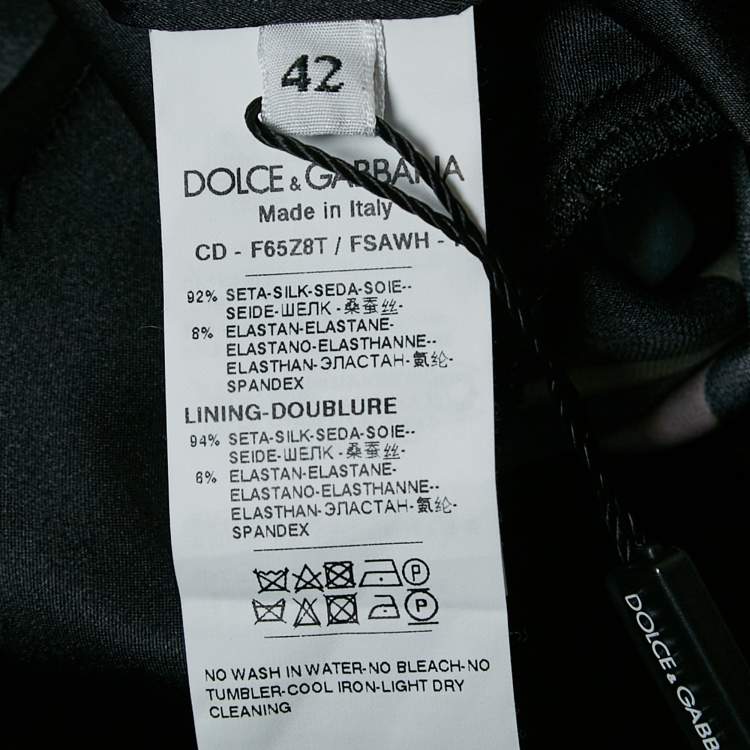 42
DOLCE & GABBANA
Made in Italy
CD - F65Z8T / FSAWH -
92% SETA-SILK-SEDA-SOIE--
SEIDE-ШЕЛК -桑蚕丝-
8% ELASTAN-ELASTANE-
ELASTANO-ELASTHANNE--
ELASTHAN-ЭЛАСТАН-氨纶-
SPANDEX
LINING-DOUBLURE
94% SETA-SILK-SEDA-SOIE--
SEIDE-ШЕЛК -桑蚕丝-
6% ELASTAN-ELASTANE-
ELASTANO-ELASTHANNE--
ELASTHAN-ЭЛАСТАН-氨纶-
SPANDEX
P
P
NO WASH IN WATER-NO BLEACH-NO
TUMBLER-COOL IRON-LIGHT DRY
CLEANING
DOLCE & GABB